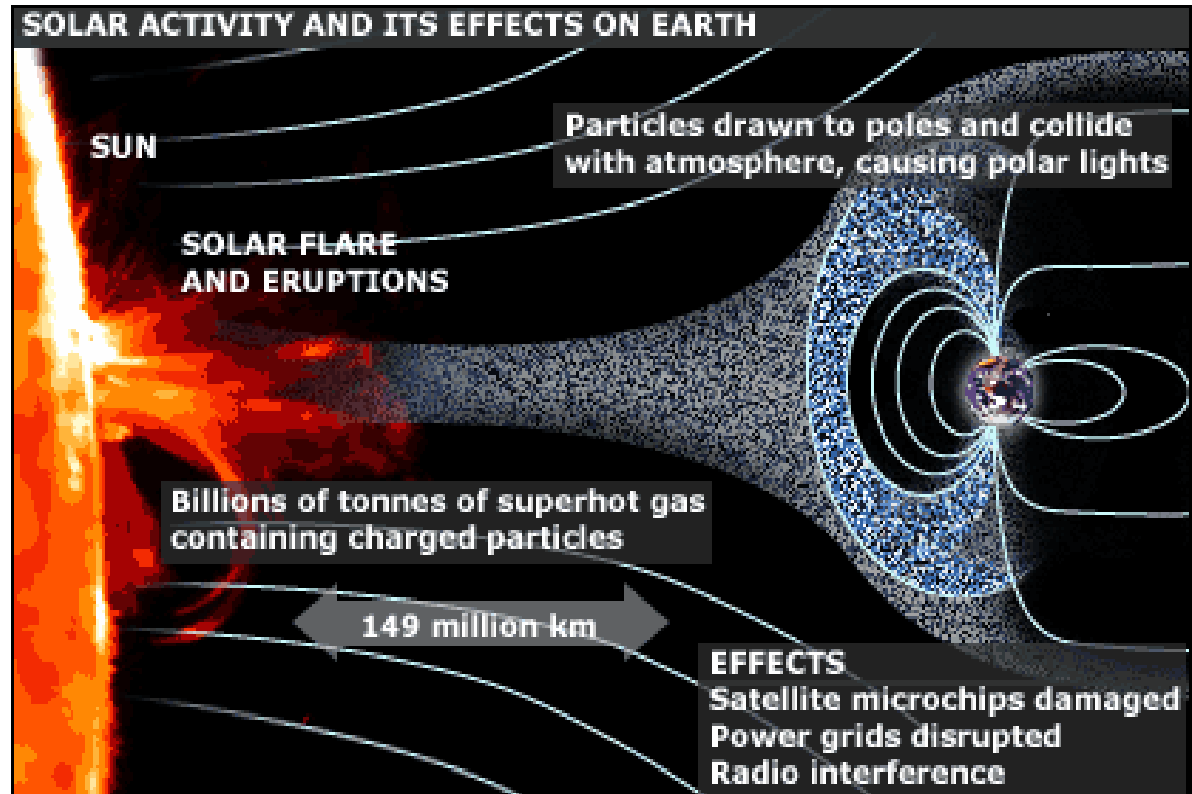 SOLAR ACTIVITY AND ITS EFFECTS ON EARTH
SUN
Particles drawn to poles and collide
with atmosphere, causing polar lights
SOLAR FLARE
AND ERUPTIONS
Billions of tonnes of superhot gas
containing charged particles
149 million km
EFFECTS
Satellite microchips damaged
Power grids disrupted
Radio interference